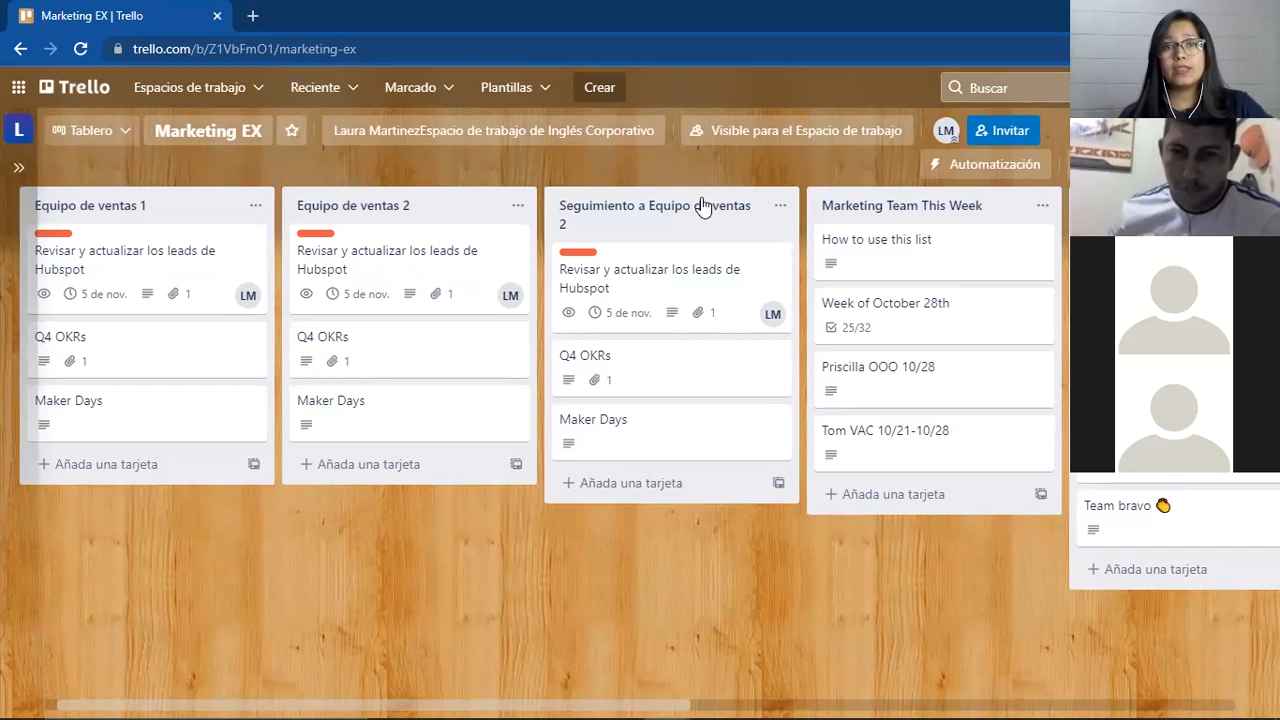 Marketing EX | Trello
trello.com/b/Z1VbFmO1/marketing-ex
Trello
Espacios de trabajo
Reciente
Marcado
Plantillas
Crear
Buscar
L
Tablero
Marketing EX
Laura MartinezEspacio de trabajo de Inglés Corporativo
Visible para el Espacio de trabajo
LM
Invitar
Automatización
Equipo de ventas 1
Revisar y actualizar los leads de
Hubspot
5 de nov.
1
LM
Q4 OKRs
1
Maker Days
+ Añada una tarjeta
Equipo de ventas 2
Revisar y actualizar los leads de
Hubspot
5 de nov.
1
LM
Q4 OKRs
1
Maker Days
+ Añada una tarjeta
Seguimiento a Equipo de ventas
2
Revisar y actualizar los leads de
Hubspot
5 de nov.
1
LM
Q4 OKRs
1
Maker Days
+ Añada una tarjeta
Marketing Team This Week
How to use this list
Week of October 28th
25/32
Priscilla OOO 10/28
Tom VAC 10/21-10/28
+ Añada una tarjeta
Team bravo 👏
+ Añada una tarjeta